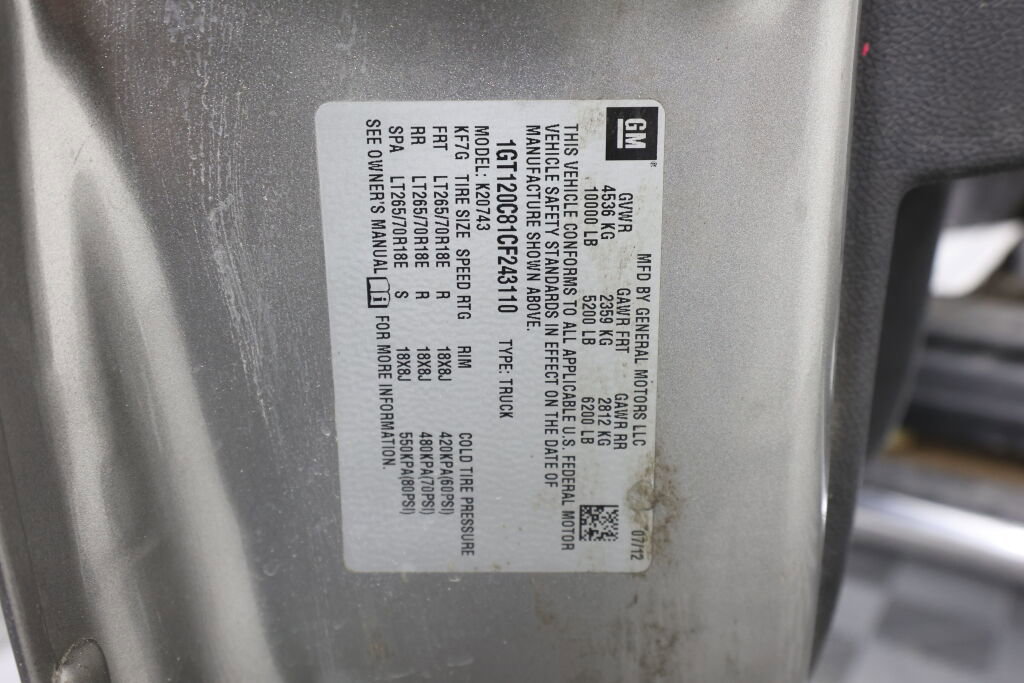 GM®
MFD BY GENERAL MOTORS LLC 07/12
GVWR GAWR FRT GAWR RR
4536 KG 2359 KG 2812 KG
10000 LB 5200 LB 6200 LB
THIS VEHICLE CONFORMS TO ALL APPLICABLE U.S. FEDERAL MOTOR
VEHICLE SAFETY STANDARDS IN EFFECT ON THE DATE OF
MANUFACTURE SHOWN ABOVE.
1GT120C81CF243110 TYPE: TRUCK
MODEL: K20743
KF7G TIRE SIZE SPEED RTG RIM COLD TIRE PRESSURE
FRT LT265/70R18E R 18X8J 420KPA(60PSI)
RR LT265/70R18E R 18X8J 480KPA(70PSI)
SPA LT265/70R18E S 18X8J 550KPA(80PSI)
SEE OWNER'S MANUAL FOR MORE INFORMATION.